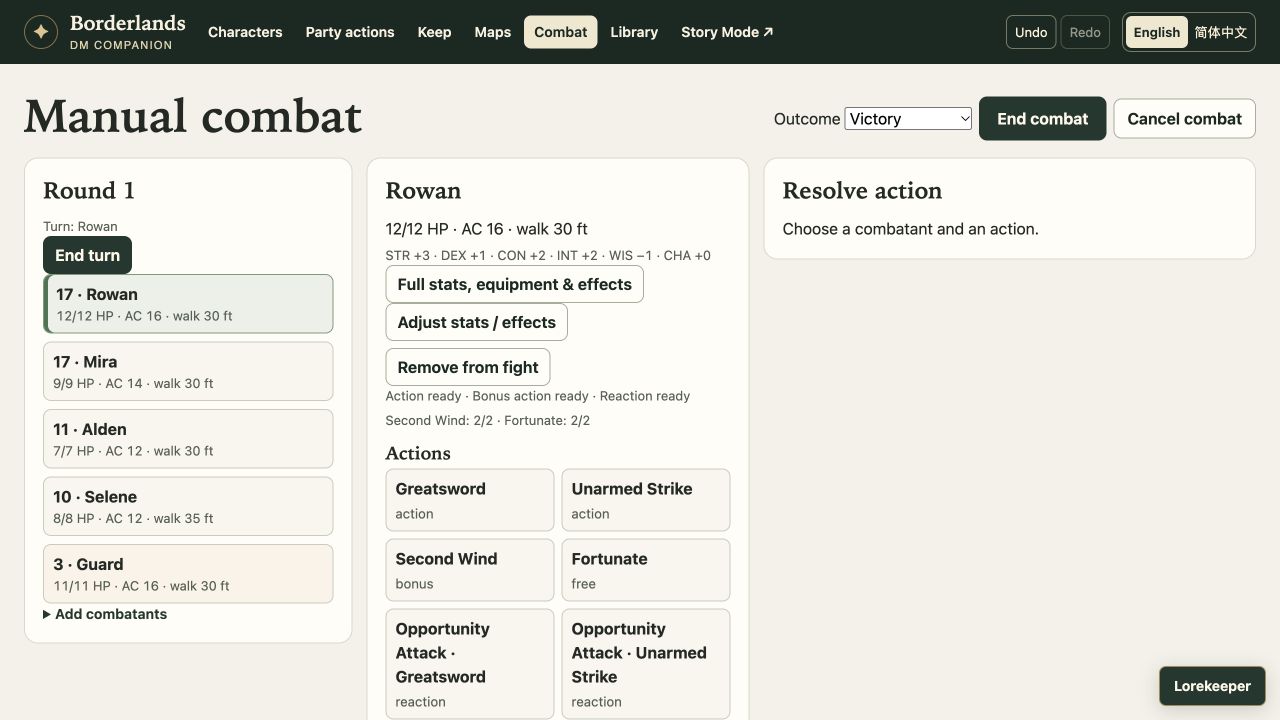 Borderlands
DM COMPANION
Characters
Party actions
Keep
Maps
Combat
Library
Story Mode ↗
Undo
Redo
English
简体中文
Manual combat
Outcome
Victory
End combat
Cancel combat
Round 1
Turn: Rowan
End turn
17 · Rowan
12/12 HP · AC 16 · walk 30 ft
17 · Mira
9/9 HP · AC 14 · walk 30 ft
11 · Alden
7/7 HP · AC 12 · walk 30 ft
10 · Selene
8/8 HP · AC 12 · walk 35 ft
3 · Guard
11/11 HP · AC 16 · walk 30 ft
Add combatants
Rowan
12/12 HP · AC 16 · walk 30 ft
STR +3 · DEX +1 · CON +2 · INT +2 · WIS −1 · CHA +0
Full stats, equipment & effects
Adjust stats / effects
Remove from fight
Action ready · Bonus action ready · Reaction ready
Second Wind: 2/2 · Fortunate: 2/2
Actions
Greatsword
action
Unarmed Strike
action
Second Wind
bonus
Fortunate
free
Opportunity
Attack ·
Greatsword
reaction
Opportunity
Attack · Unarmed
Strike
reaction
Resolve action
Choose a combatant and an action.
Lorekeeper